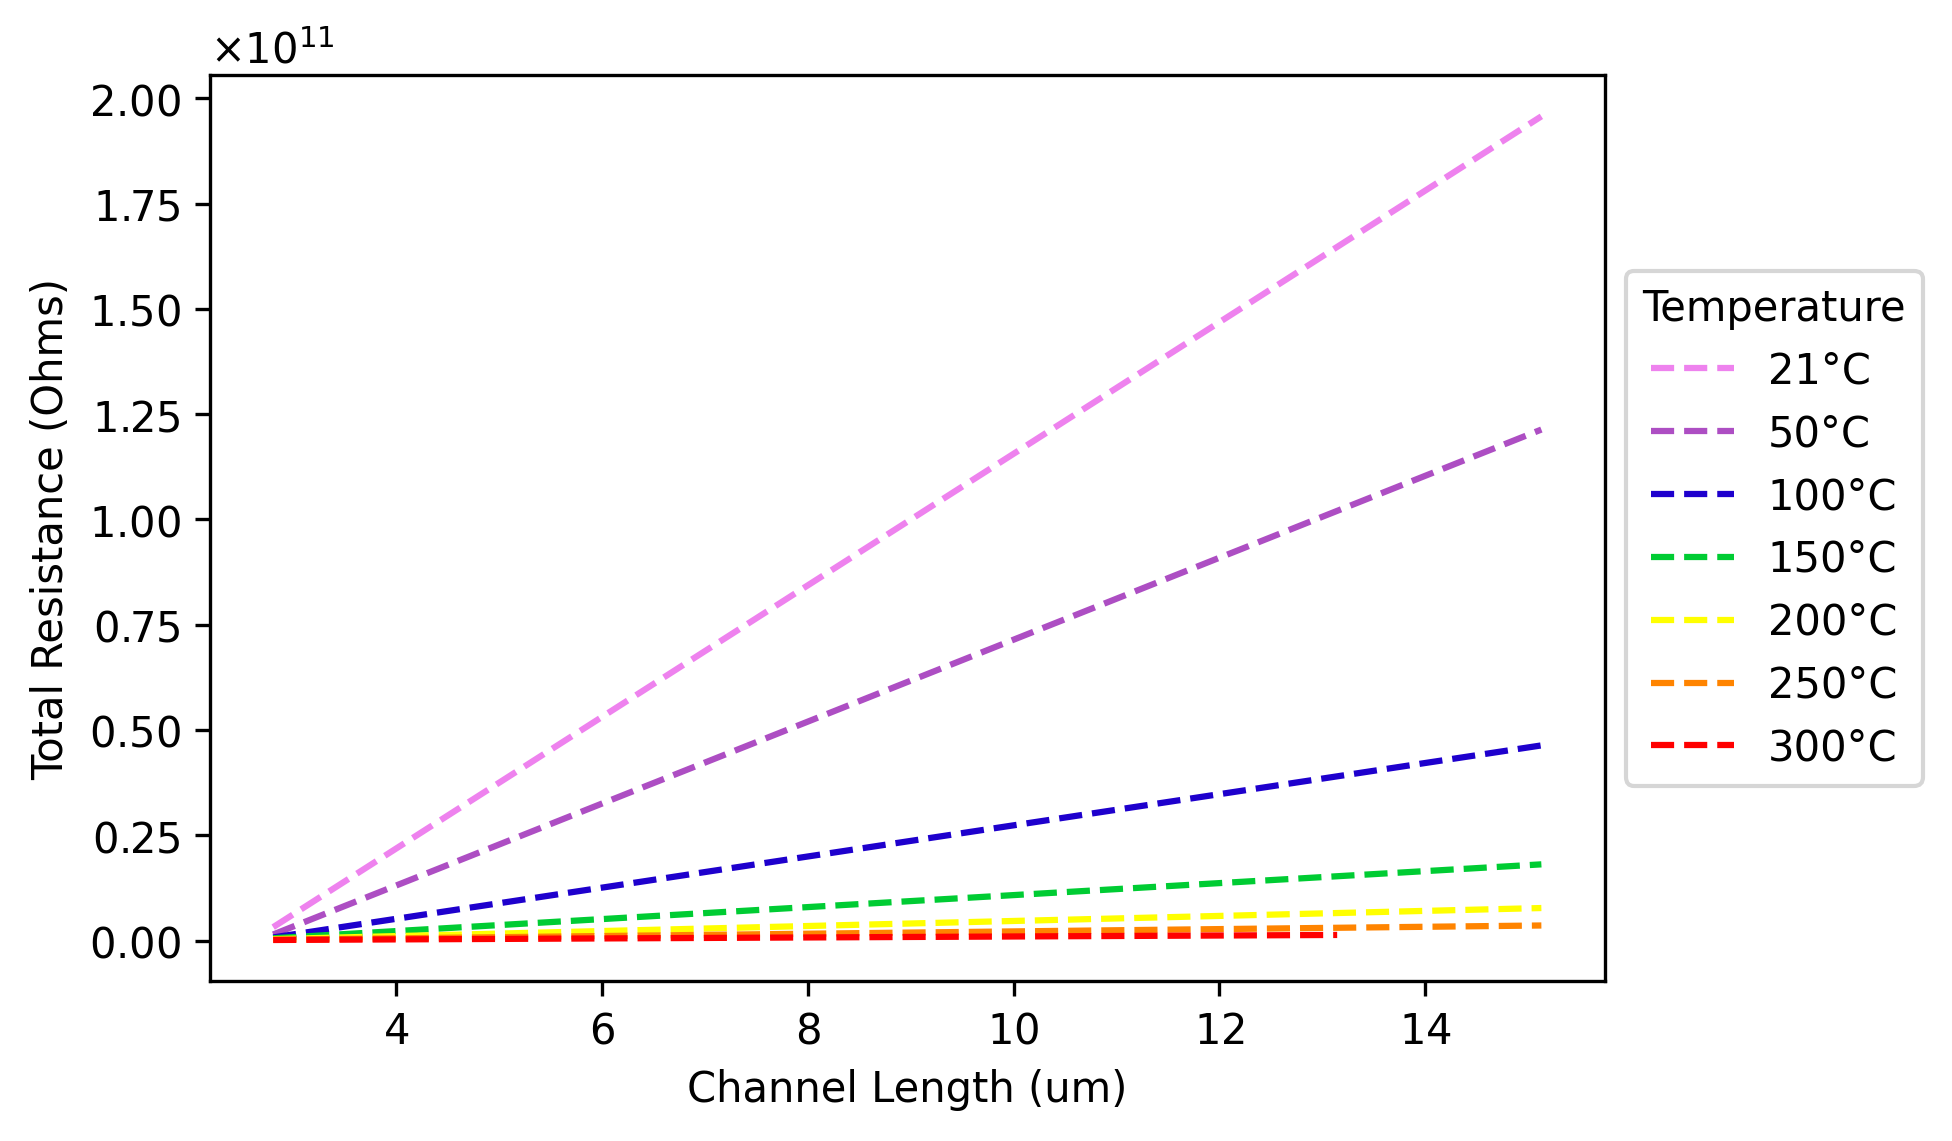 ×10¹¹
2.00
1.75
1.50
1.25
1.00
0.75
0.50
0.25
0.00
Total Resistance (Ohms)
4 6 8 10 12 14
Channel Length (um)
Temperature
21°C
50°C
100°C
150°C
200°C
250°C
300°C